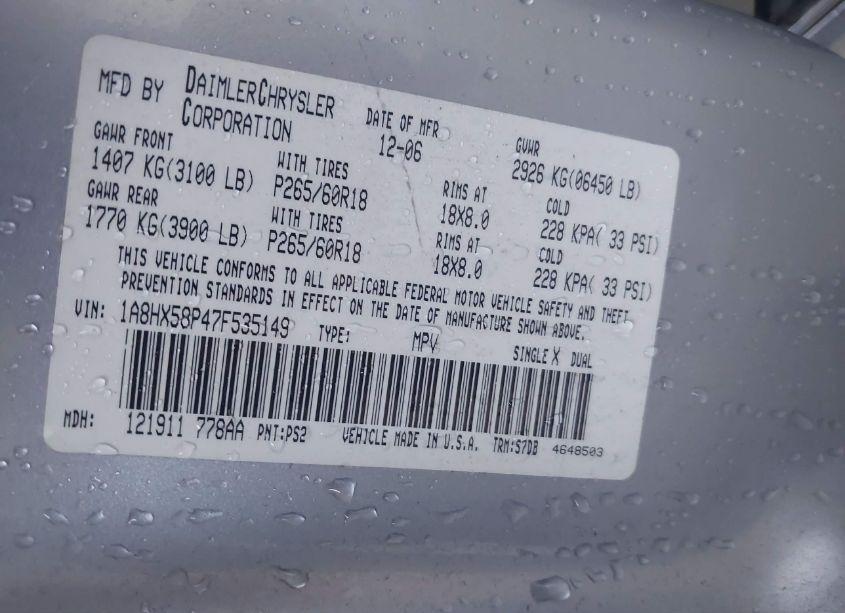 MFD BY DAIMLERCHRYSLER CORPORATION
DATE OF MFR 12-06
GVWR 2926 KG(06450 LB)
GAWR FRONT 1407 KG(3100 LB)
WITH TIRES P265/60R18
RIMS AT 18X8.0
COLD 228 KPA( 33 PSI)
GAWR REAR 1770 KG(3900 LB)
WITH TIRES P265/60R18
RIMS AT 18X8.0
COLD 228 KPA( 33 PSI)
THIS VEHICLE CONFORMS TO ALL APPLICABLE FEDERAL MOTOR VEHICLE SAFETY AND THEFT
PREVENTION STANDARDS IN EFFECT ON THE DATE OF MANUFACTURE SHOWN ABOVE.
VIN: 1A8HX58P47F535149 TYPE: MPV SINGLE X DUAL
MDH: 121911 778AA PNT:PS2 VEHICLE MADE IN U.S.A. TRM:S7DB 4648503